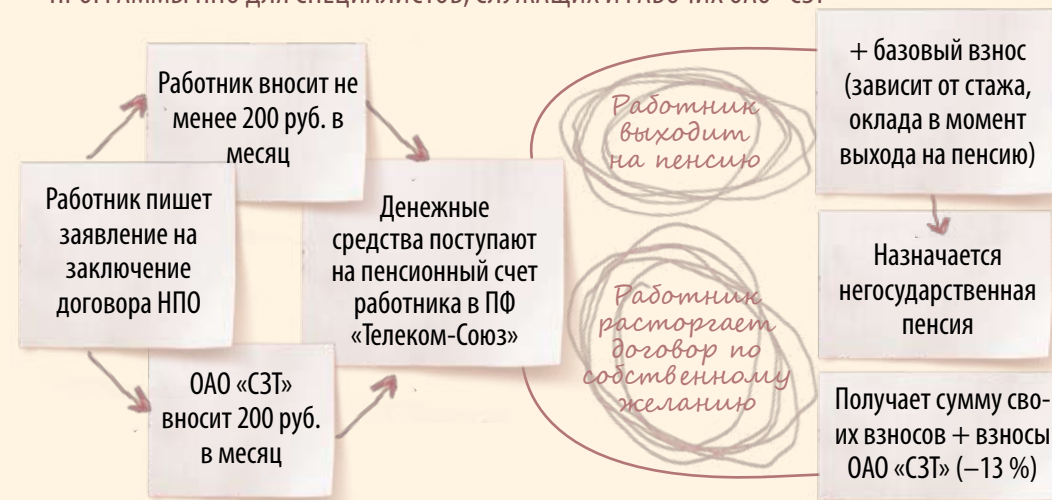 Работник вносит не
менее 200 руб. в
месяц
Работник пишет
заявление на
заключение
договора НПО
ОАО «СЗТ»
вносит 200 руб.
в месяц
Денежные
средства поступают
на пенсионный счет
работника в ПФ
«Телеком-Союз»
Работник
выходит
на пенсию
+ базовый взнос
(зависит от стажа,
оклада в момент
выхода на пенсию)
Назначается
негосударственная
пенсия
Работник
расторгает
договор по
собственному
желанию
Получает сумму сво-
их взносов + взносы
ОАО «СЗТ» (–13 %)